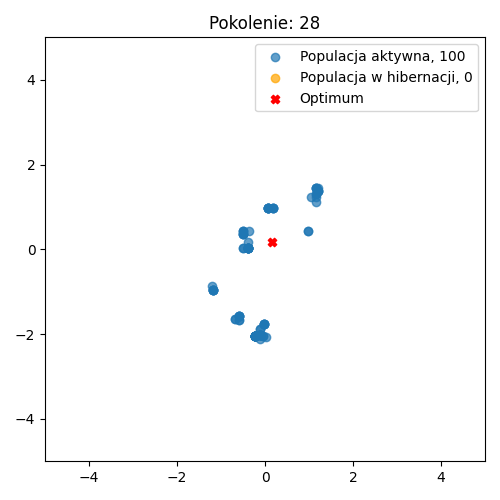 Pokolenie: 28
Populacja aktywna, 100
Populacja w hibernacji, 0
Optimum
4
2
0
−2
−4
−4 −2 0 2 4